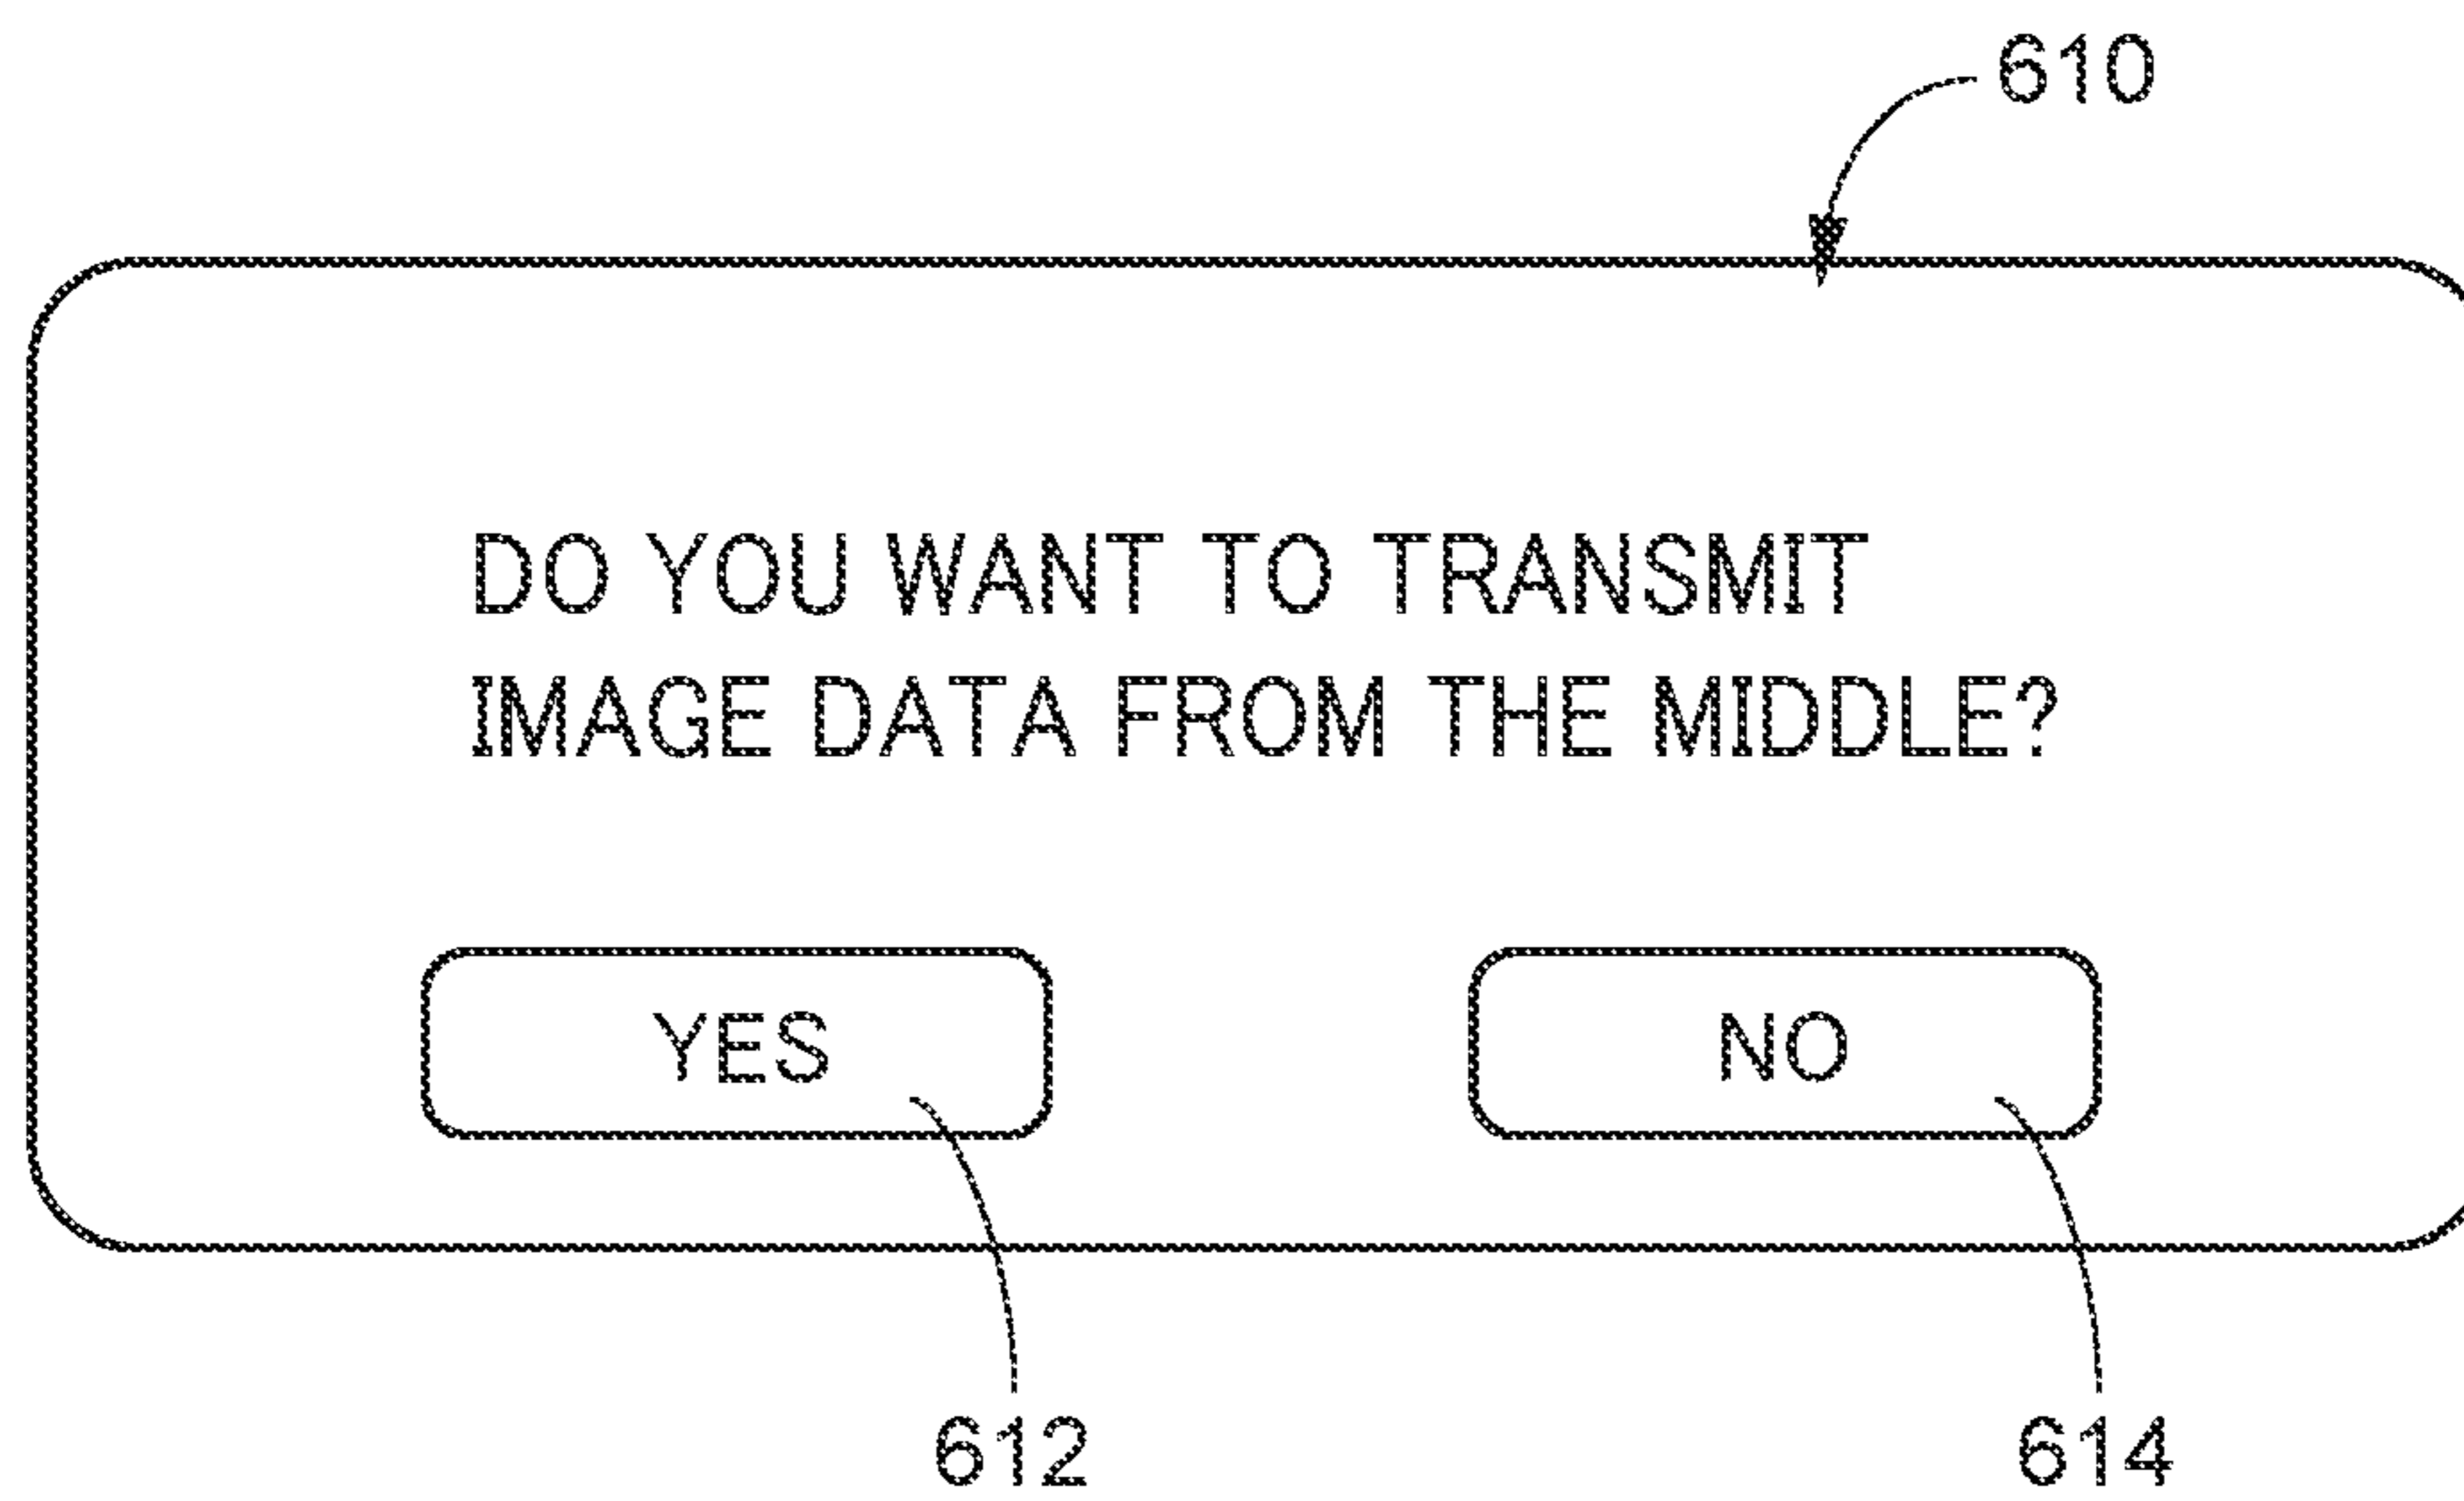 610
DO YOU WANT TO TRANSMIT
IMAGE DATA FROM THE MIDDLE?
YES NO
612 614